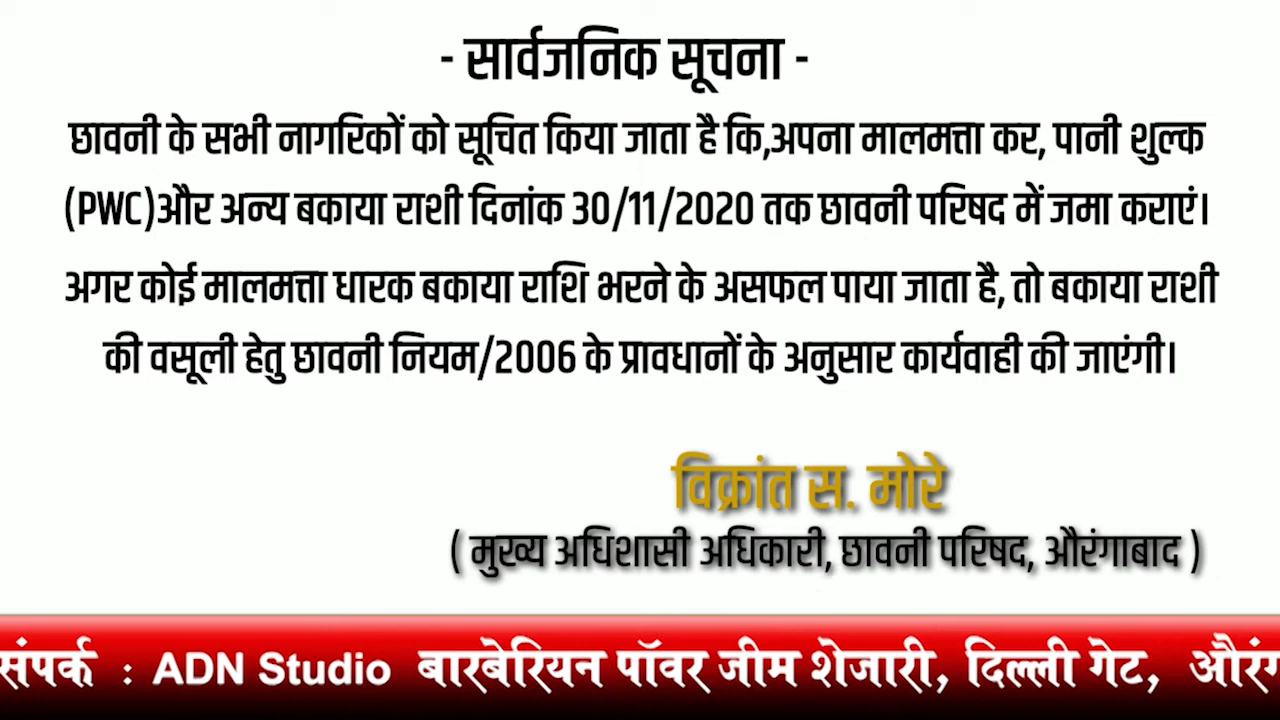 - सार्वजनिक सूचना -
छावनी के सभी नागरिकों को सूचित किया जाता है कि,अपना मालमत्ता कर, पानी शुल्क
(PWC)और अन्य बकाया राशी दिनांक 30/11/2020 तक छावनी परिषद में जमा कराएं।
अगर कोई मालमत्ता धारक बकाया राशि भरने के असफल पाया जाता है, तो बकाया राशी
की वसूली हेतु छावनी नियम/2006 के प्रावधानों के अनुसार कार्यवाही की जाएंगी।
विक्रांत स. मोरे
( मुख्य अधिशासी अधिकारी, छावनी परिषद, औरंगाबाद )
संपर्क : ADN Studio बारबेरियन पॉवर जीम शेजारी, दिल्ली गेट, औरंग